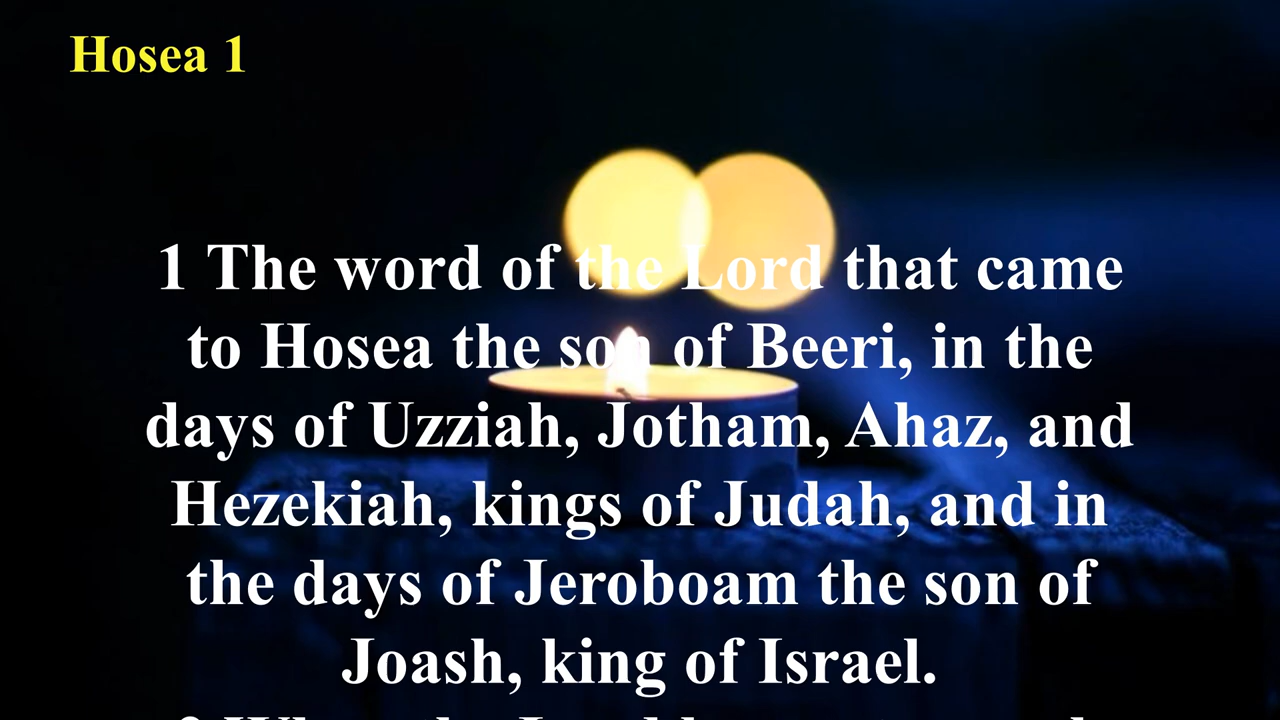 Hosea 1
1 The word of the Lord that came
to Hosea the son of Beeri, in the
days of Uzziah, Jotham, Ahaz, and
Hezekiah, kings of Judah, and in
the days of Jeroboam the son of
Joash, king of Israel.